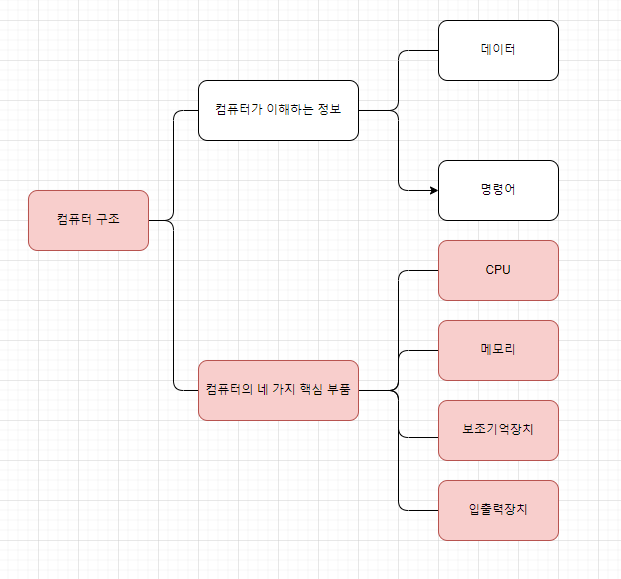 데이터
컴퓨터가 이해하는 정보
명령어
컴퓨터 구조
CPU
메모리
컴퓨터의 네 가지 핵심 부품
보조기억장치
입출력장치